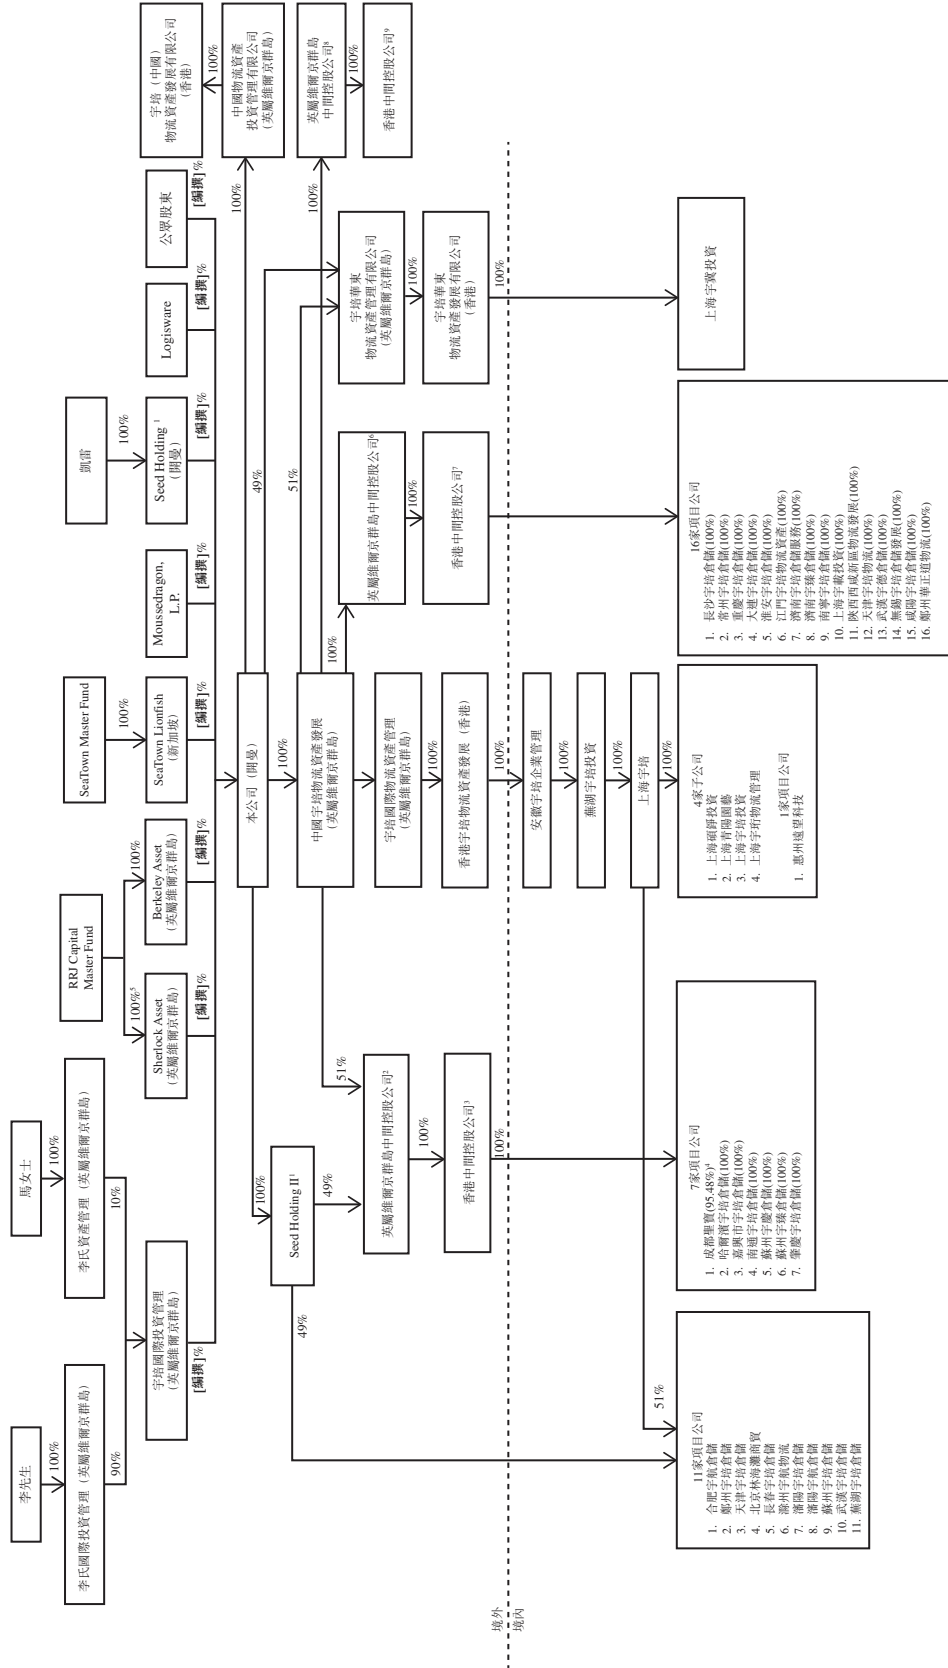 李先生
100%
李氏國際投資管理（英屬維爾京群島）
90%
馬女士
100%
李氏資產管理（英屬維爾京群島）
10%
宇培國際投資管理
（英屬維爾京群島）
[編撰]%
RRJ Capital
Master Fund
100%⁵
Sherlock Asset
（英屬維爾京群島）
[編撰]%
100%
Berkeley Asset
（英屬維爾京群島）
[編撰]%
SeaTown Master Fund
100%
SeaTown Lionfish
（新加坡）
[編撰]%
Moussedragon,
L.P.
[編撰]%
凱雷
100%
Seed Holding ¹
（開曼）
[編撰]%
Logisware
[編撰]%
公眾股東
[編撰]%
本公司（開曼）
100%
100%
49%
100%
宇培（中國）
物流資產發展有限公司
（香港）
100%
中國物流資產
投資管理有限公司
（英屬維爾京群島）
中國宇培物流資產發展
（英屬維爾京群島）
51%
100%
51%
100%
英屬維爾京群島
中間控股公司⁸
100%
香港中間控股公司⁹
Seed Holding II¹
49%
49%
英屬維爾京群島中間控股公司²
100%
香港中間控股公司³
100%
宇培國際物流資產管理
（英屬維爾京群島）
100%
香港宇培物流資產發展（香港）
100%
英屬維爾京群島中間控股公司⁶
100%
香港中間控股公司⁷
宇培華東
物流資產管理有限公司
（英屬維爾京群島）
100%
宇培華東
物流資產發展有限公司
（香港）
100%
境外
境內
安徽宇培企業管理
100%
蕪湖宇培投資
100%
上海宇培
51%
100%
11家項目公司
1. 合肥宇航倉儲
2. 鄭州宇培倉儲
3. 天津宇培倉儲
4. 北京林海灘商貿
5. 長春宇培倉儲
6. 滁州宇航物流
7. 瀋陽宇培倉儲
8. 瀋陽宇航倉儲
9. 蘇州宇培倉儲
10. 武漢宇培倉儲
11. 蕪湖宇培倉儲
7家項目公司
1. 成都聖寶(95.48%)⁴
2. 哈爾濱宇培倉儲(100%)
3. 嘉興市宇培倉儲(100%)
4. 南通宇培倉儲(100%)
5. 蘇州宇慶倉儲(100%)
6. 蘇州宇臻倉儲(100%)
7. 肇慶宇培倉儲(100%)
4家子公司
1. 上海碩錚投資
2. 上海青陽園藝
3. 上海宇培投資
4. 上海宇珩物流管理
1家項目公司
1. 惠州遠望科技
16家項目公司
1. 長沙宇培倉儲(100%)
2. 常州宇培倉儲(100%)
3. 重慶宇培倉儲(100%)
4. 大連宇培倉儲(100%)
5. 淮安宇培倉儲(100%)
6. 江門宇培物流資產(100%)
7. 濟南宇培倉儲服務(100%)
8. 濟南宇臻倉儲(100%)
9. 南寧宇培倉儲(100%)
10. 上海宇載投資(100%)
11. 陝西西咸新區物流發展(100%)
12. 天津宇培物流(100%)
13. 武漢宇德倉儲(100%)
14. 無錫宇培倉儲發展(100%)
15. 咸陽宇培倉儲(100%)
16. 鄭州華正道物流(100%)
上海宇冀投資